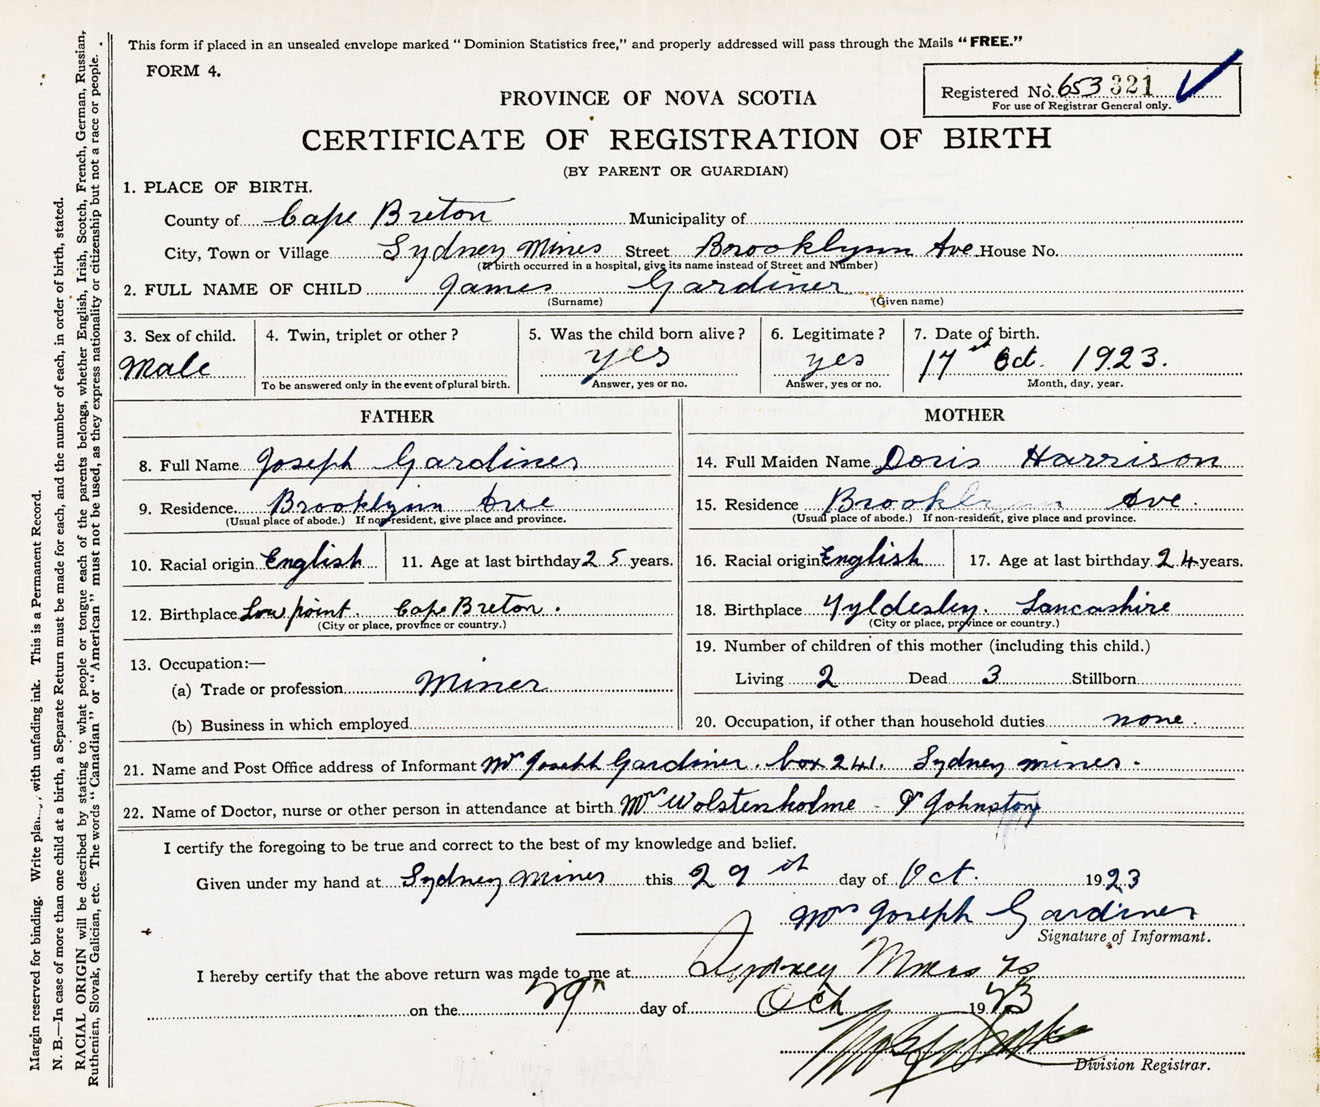 This form if placed in an unsealed envelope marked "Dominion Statistics free," and properly addressed will pass through the Mails "FREE."
FORM 4.
Registered No. 653 321
For use of Registrar General only.
PROVINCE OF NOVA SCOTIA
CERTIFICATE OF REGISTRATION OF BIRTH
(BY PARENT OR GUARDIAN)
1. PLACE OF BIRTH.
County of Cape Breton Municipality of
City, Town or Village Sydney Mines Street Brooklynn Ave House No.
(If birth occurred in a hospital, give its name instead of Street and Number)
2. FULL NAME OF CHILD James Gardiner
(Surname) (Given name)
3. Sex of child. 4. Twin, triplet or other? 5. Was the child born alive? 6. Legitimate? 7. Date of birth.
Male yes yes 17th Oct. 1923.
To be answered only in the event of plural birth. Answer, yes or no. Answer, yes or no. Month, day, year.
FATHER MOTHER
8. Full Name Joseph Gardiner 14. Full Maiden Name Doris Harrison
9. Residence. Brooklynn Ave 15. Residence Brooklynn Ave.
(Usual place of abode.) If non-resident, give place and province. (Usual place of abode.) If non-resident, give place and province.
10. Racial origin English 11. Age at last birthday 25 years. 16. Racial origin English 17. Age at last birthday 24 years.
12. Birthplace Low point. Cape Breton. 18. Birthplace Tyldesley. Lancashire
(City or place, province or country.) (City or place, province or country.)
13. Occupation:— 19. Number of children of this mother (including this child.)
(a) Trade or profession Miner Living 2 Dead 3 Stillborn
(b) Business in which employed 20. Occupation, if other than household duties none.
21. Name and Post Office address of Informant Mrs Joseph Gardiner. box 241. Sydney mines.
22. Name of Doctor, nurse or other person in attendance at birth Mrs Wolstenholme - Dr Johnston
I certify the foregoing to be true and correct to the best of my knowledge and belief.
Given under my hand at Sydney Mines this 29th day of Oct 1923
Mrs Joseph Gardiner
Signature of Informant.
I hereby certify that the above return was made to me at Sydney Mines NS
on the 29th day of Oct 1923
Division Registrar.
Margin reserved for binding. Write plainly, with unfading ink. This is a Permanent Record.
N. B.—In case of more than one child at a birth, a Separate Return must be made for each, and the number of each, in order of birth, stated.
RACIAL ORIGIN will be described by stating to what people or tongue each of the parents belongs, whether English, Irish, Scotch, French, German, Russian,
Ruthenian, Slovak, Galician, etc. The words "Canadian" or "American" must not be used, as they express nationality or citizenship but not a race or people.